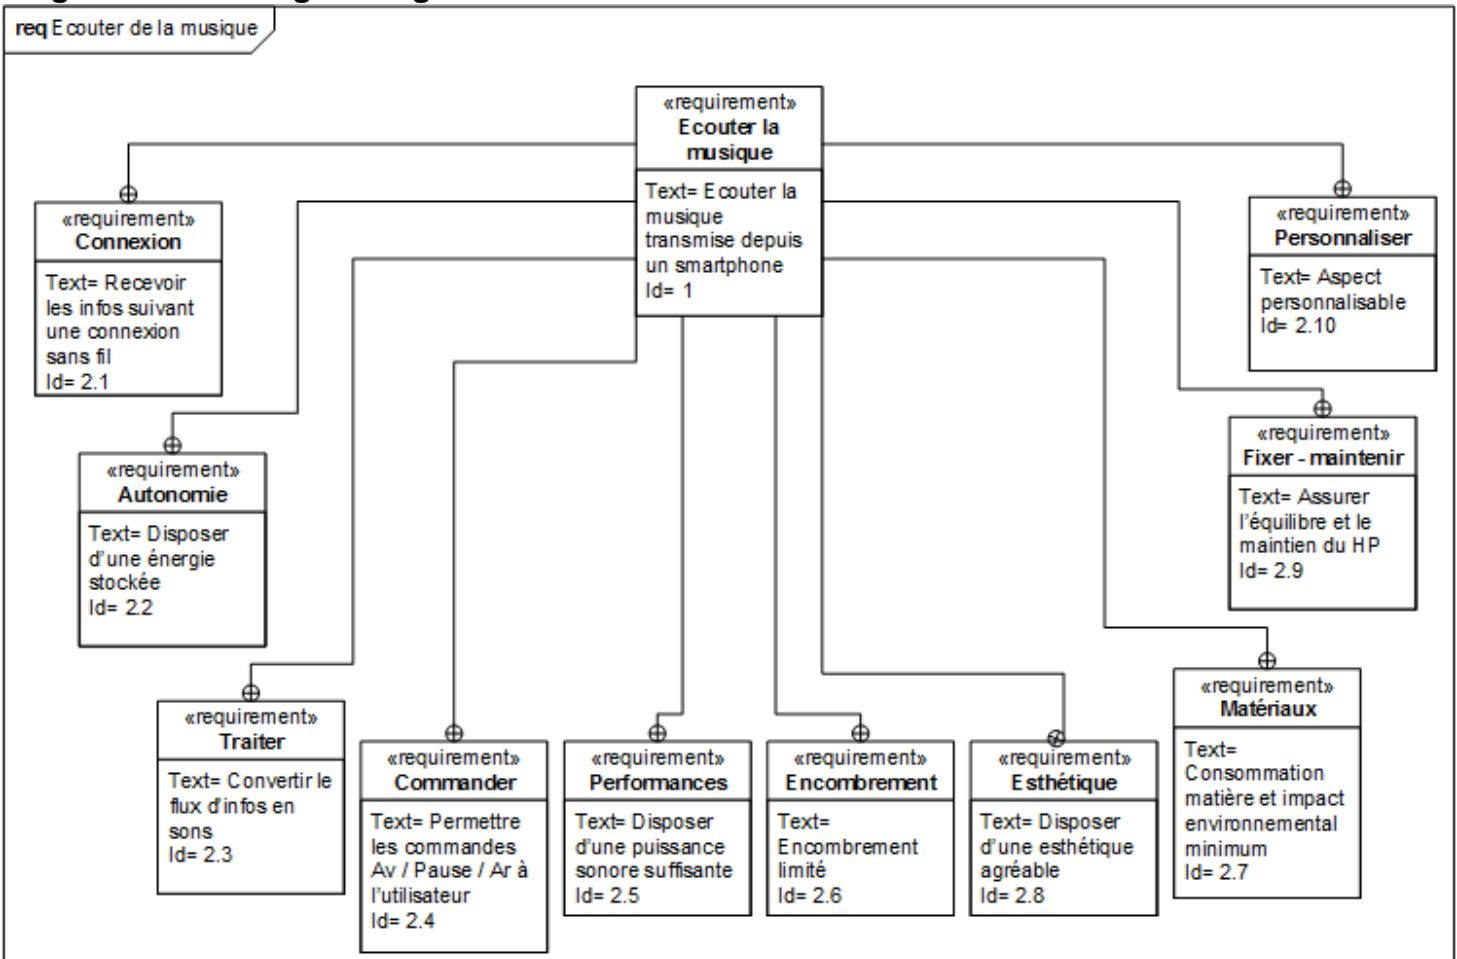 req Ecouter de la musique
«requirement»
Ecouter la
musique
Text= Ecouter la
musique
transmise depuis
un smartphone
Id= 1
«requirement»
Connexion
Text= Recevoir
les infos suivant
une connexion
sans fil
Id= 2.1
«requirement»
Autonomie
Text= Disposer
d'une énergie
stockée
Id= 2.2
«requirement»
Traiter
Text= Convertir le
flux d'infos en
sons
Id= 2.3
«requirement»
Commander
Text= Permettre
les commandes
Av / Pause / Ar à
l'utilisateur
Id= 2.4
«requirement»
Performances
Text= Disposer
d'une puissance
sonore suffisante
Id= 2.5
«requirement»
Encombrement
Text=
Encombrement
limité
Id= 2.6
«requirement»
Esthétique
Text= Disposer
d'une esthétique
agréable
Id= 2.8
«requirement»
Matériaux
Text=
Consommation
matière et impact
environnemental
minimum
Id= 2.7
«requirement»
Fixer - maintenir
Text= Assurer
l'équilibre et le
maintien du HP
Id= 2.9
«requirement»
Personnaliser
Text= Aspect
personnalisable
Id= 2.10